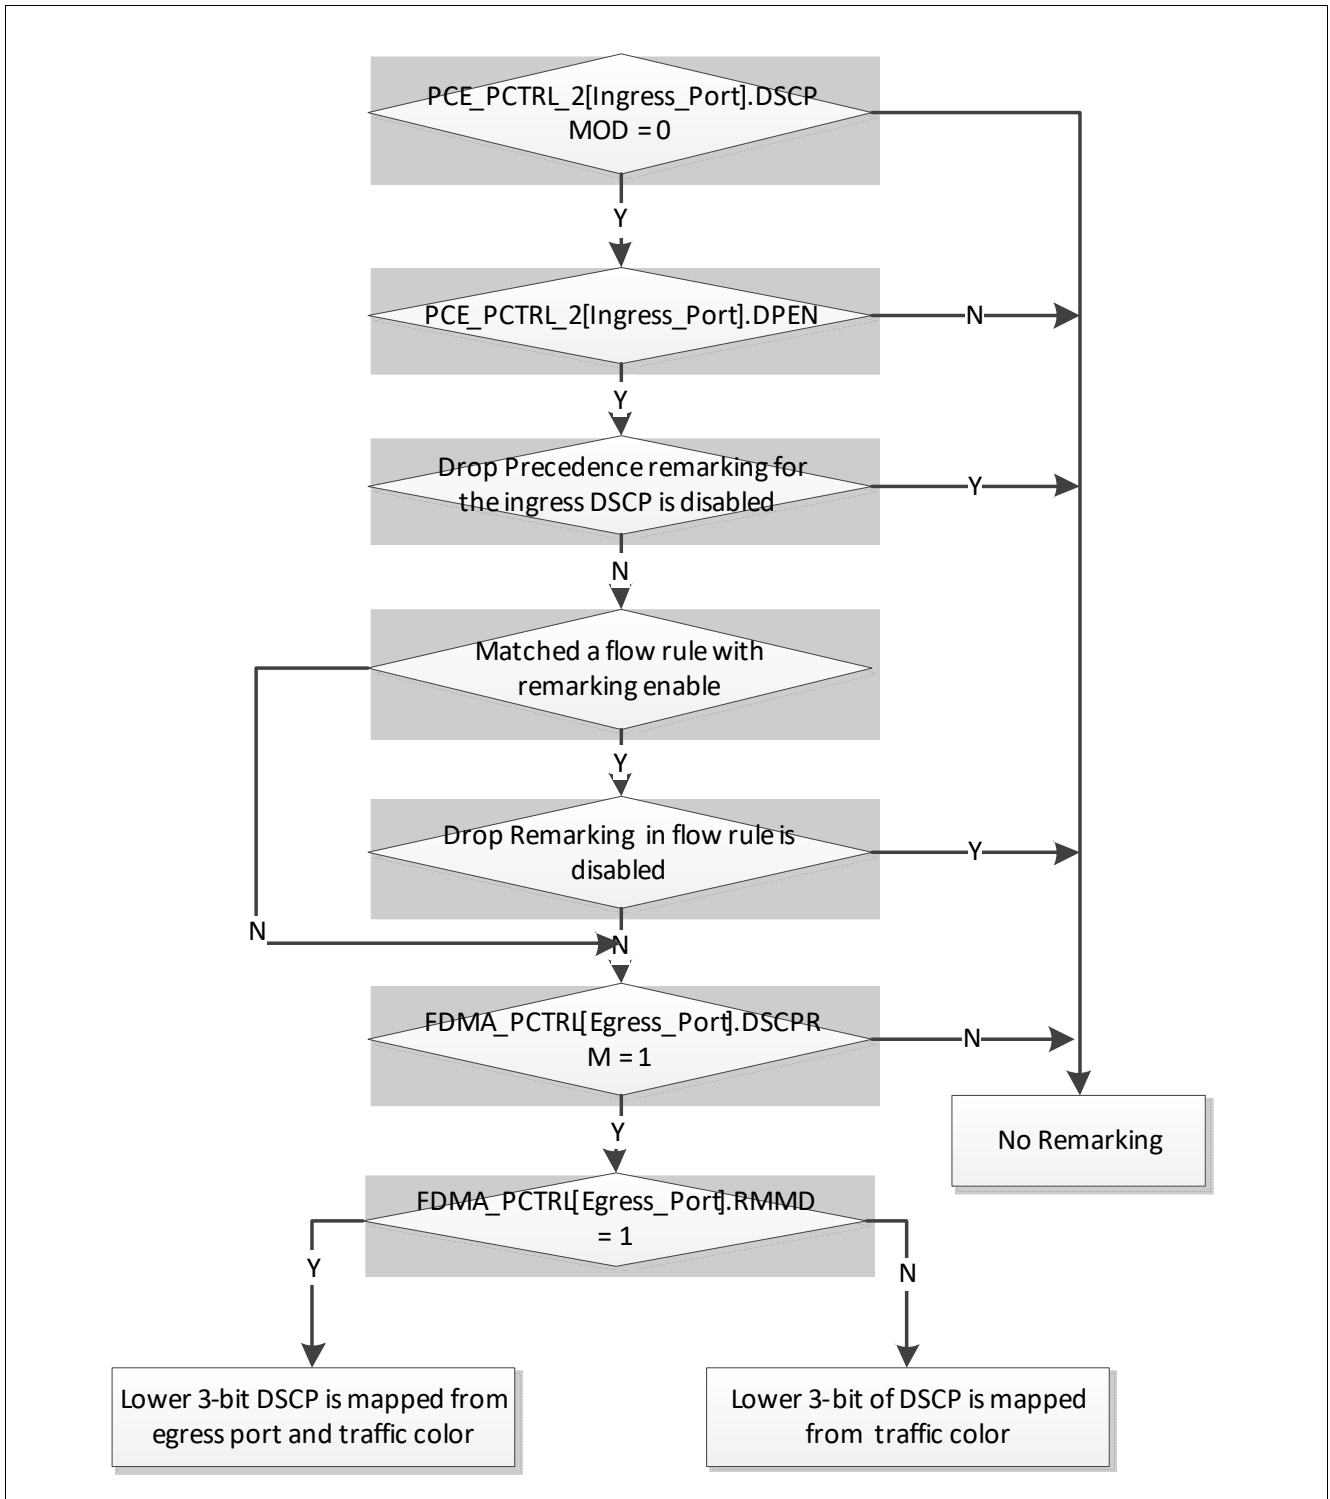 PCE_PCTRL_2[Ingress_Port].DSCP
MOD = 0
Y
PCE_PCTRL_2[Ingress_Port].DPEN
N
Y
Drop Precedence remarking for
the ingress DSCP is disabled
Y
N
Matched a flow rule with
remarking enable
Y
Drop Remarking in flow rule is
disabled
Y
N
N
FDMA_PCTRL[Egress_Port].DSCPR
M = 1
N
Y
No Remarking
FDMA_PCTRL[Egress_Port].RMMD
= 1
Y
N
Lower 3-bit DSCP is mapped from
egress port and traffic color
Lower 3-bit of DSCP is mapped
from traffic color